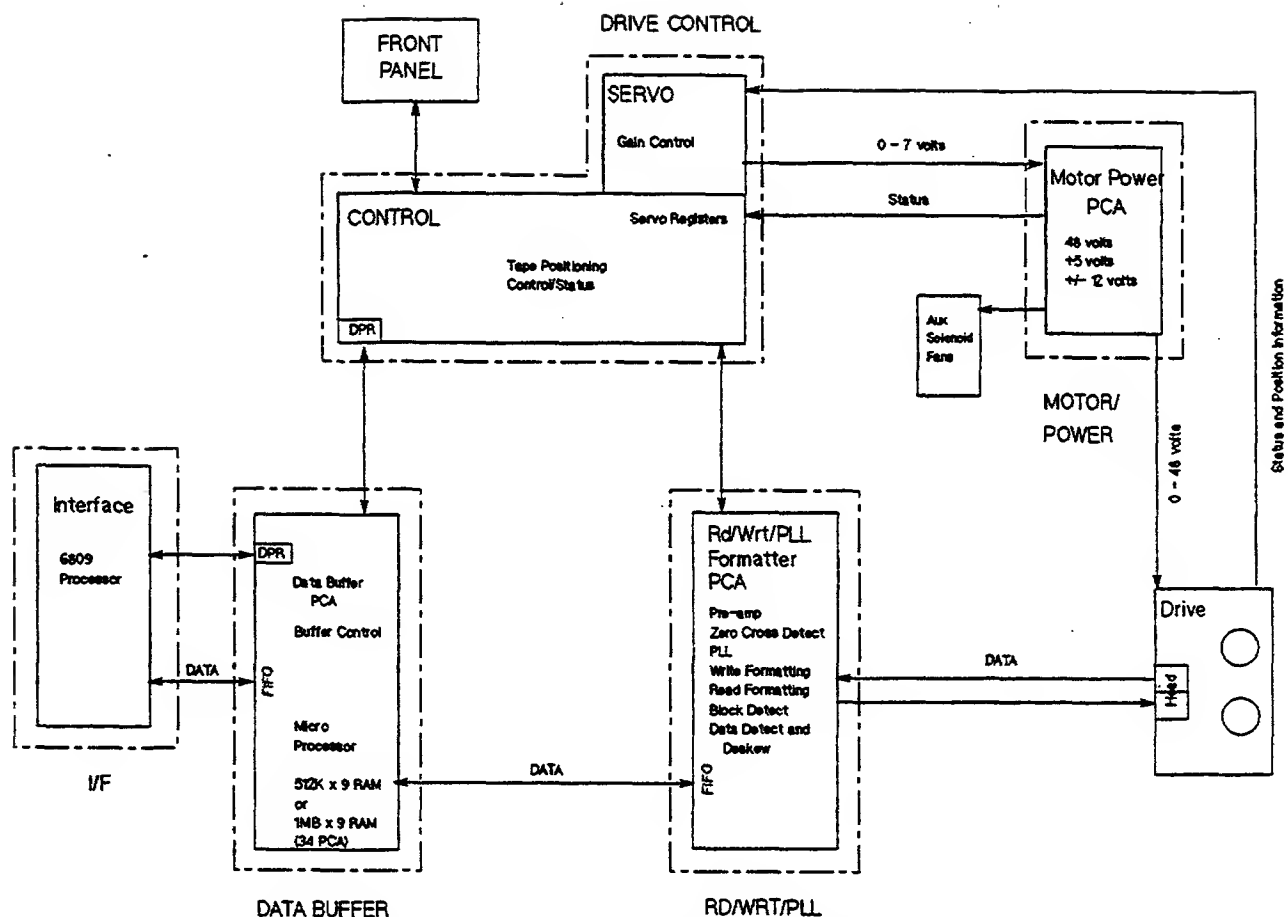 DRIVE CONTROL
FRONT
PANEL
SERVO
Gain Control
0 - 7 volts
Motor Power
PCA
48 volts
+5 volts
+/- 12 volts
CONTROL
Servo Registers
Status
Tape Positioning
Control/Status
DPR
Aux
Solenoid
Fans
MOTOR/
POWER
0 - 46 volts
Status and Position Information
Interface
6809
Processor
I/F
DPR
Data Buffer
PCA
Buffer Control
DATA
FIFO
Micro
Processor
512K x 9 RAM
or
1MB x 9 RAM
(34 PCA)
DATA BUFFER
DATA
Rd/Wrt/PLL
Formatter
PCA
Pre-amp
Zero Cross Detect
PLL
Write Formatting
Read Formatting
Block Detect
Data Detect and
Deskew
FIFO
RD/WRT/PLL
DATA
Drive
Head